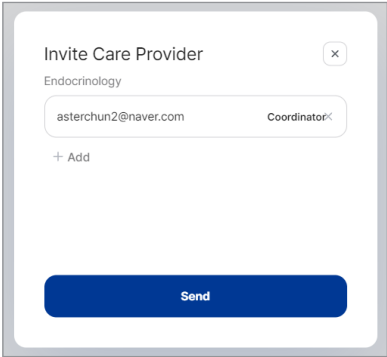 Invite Care Provider
Endocrinology
asterchun2@naver.com Coordinator
+ Add
Send